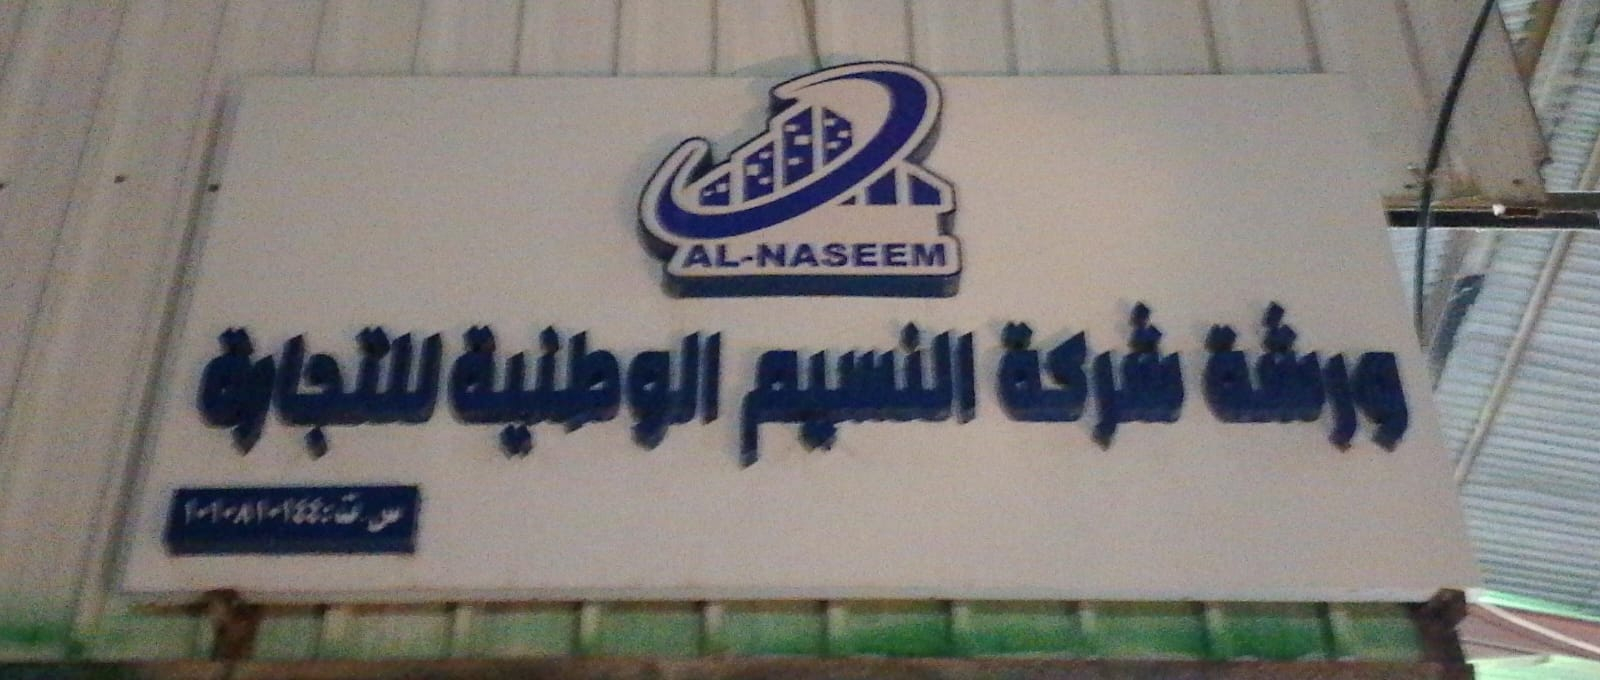 AL-NASEEM
ورشة شركة النسيم الوطنية للتجارة
س.ت: